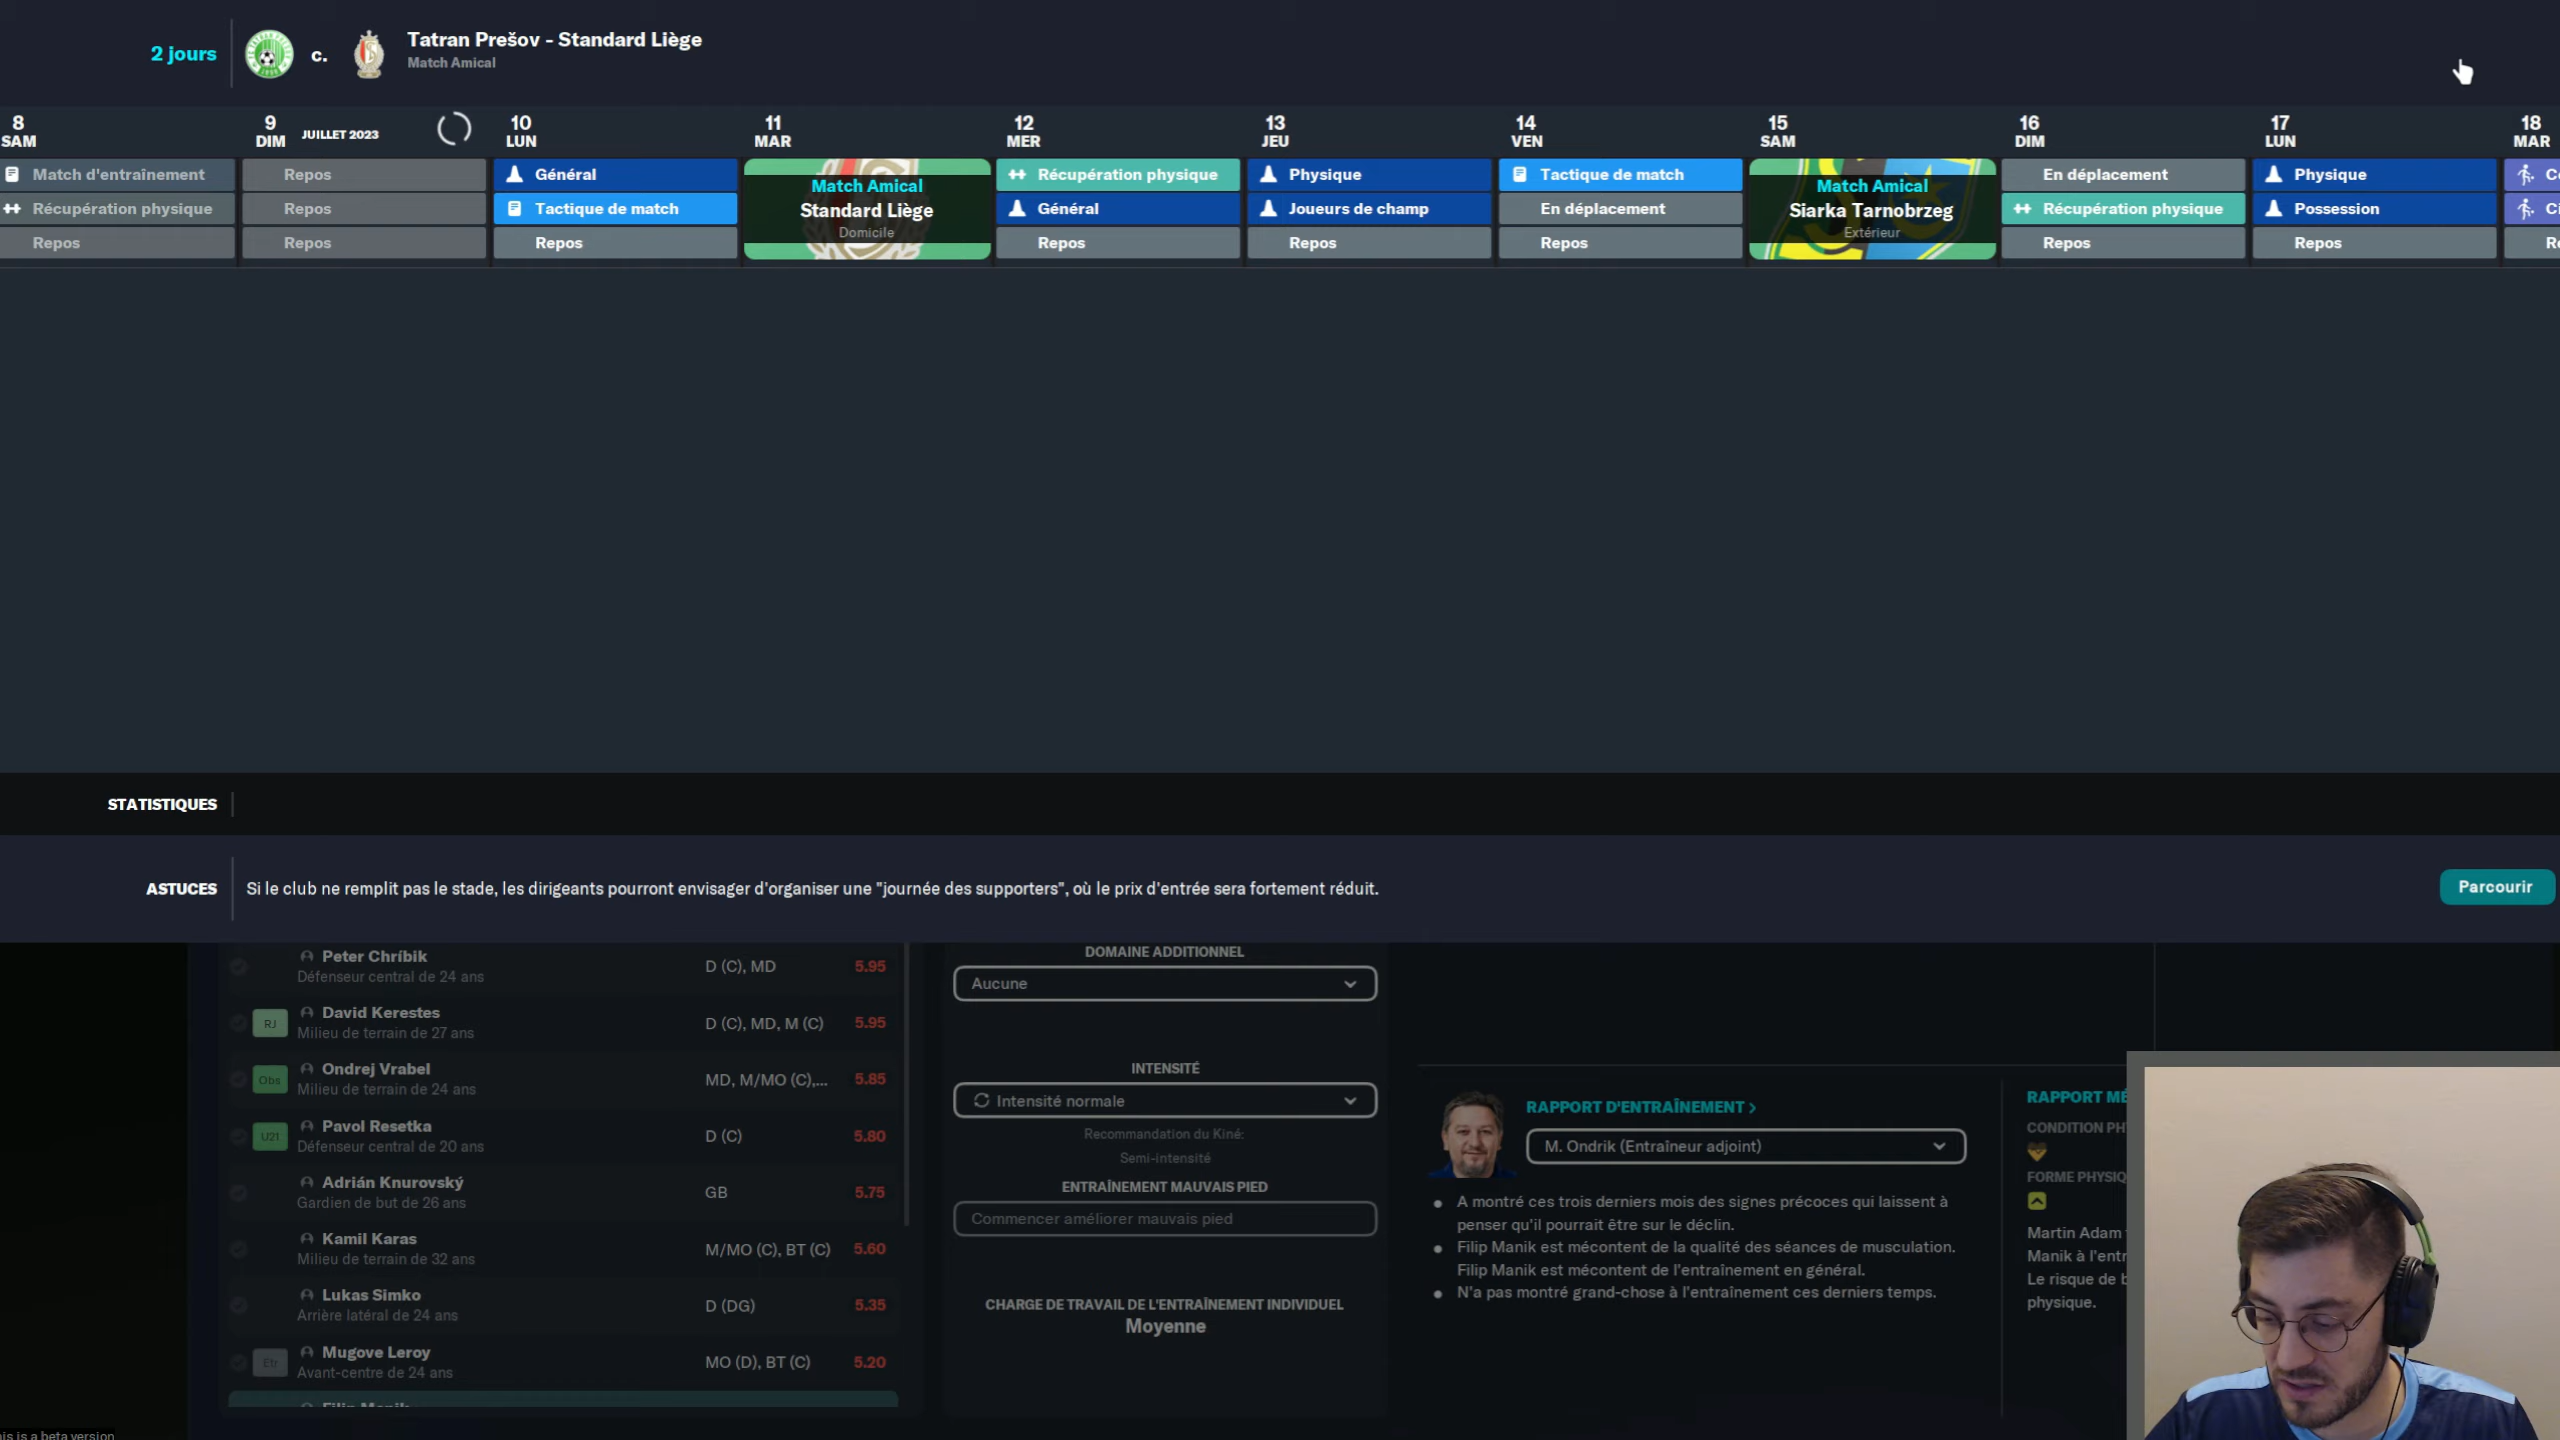 2 jours
c.
Tatran Prešov - Standard Liège
Match Amical
8
SAM
9
DIM
JUILLET 2023
10
LUN
11
MAR
12
MER
13
JEU
14
VEN
15
SAM
16
DIM
17
LUN
18
MAR
Match d'entraînement
Récupération physique
Repos
Repos
Repos
Repos
Général
Tactique de match
Repos
Match Amical
Standard Liège
Domicile
Récupération physique
Général
Repos
Physique
Joueurs de champ
Repos
Tactique de match
En déplacement
Repos
Match Amical
Siarka Tarnobrzeg
Extérieur
En déplacement
Récupération physique
Repos
Physique
Possession
Repos
STATISTIQUES
ASTUCES
Si le club ne remplit pas le stade, les dirigeants pourront envisager d'organiser une "journée des supporters", où le prix d'entrée sera fortement réduit.
Parcourir
Peter Chríbik
Défenseur central de 24 ans
D (C), MD
5.95
RJ
David Kerestes
Milieu de terrain de 27 ans
D (C), MD, M (C)
5.95
Obs
Ondrej Vrabel
Milieu de terrain de 24 ans
MD, M/MO (C),...
5.85
U21
Pavol Resetka
Défenseur central de 20 ans
D (C)
5.80
Adrián Knurovský
Gardien de but de 26 ans
GB
5.75
Kamil Karas
Milieu de terrain de 32 ans
M/MO (C), BT (C)
5.60
Lukas Simko
Arrière latéral de 24 ans
D (DG)
5.35
Etr
Mugove Leroy
Avant-centre de 24 ans
MO (D), BT (C)
5.20
Filip Manik
DOMAINE ADDITIONNEL
Aucune
INTENSITÉ
Intensité normale
Recommandation du Kiné:
Semi-intensité
ENTRAÎNEMENT MAUVAIS PIED
Commencer améliorer mauvais pied
CHARGE DE TRAVAIL DE L'ENTRAÎNEMENT INDIVIDUEL
Moyenne
RAPPORT D'ENTRAÎNEMENT >
M. Ondrik (Entraîneur adjoint)
A montré ces trois derniers mois des signes précoces qui laissent à
penser qu'il pourrait être sur le déclin.
Filip Manik est mécontent de la qualité des séances de musculation.
Filip Manik est mécontent de l'entraînement en général.
N'a pas montré grand-chose à l'entraînement ces derniers temps.
RAPPORT MÉ
CONDITION PH
FORME PHYSIQ
Martin Adam
Manik à l'entr
Le risque de b
physique.
is is a beta version